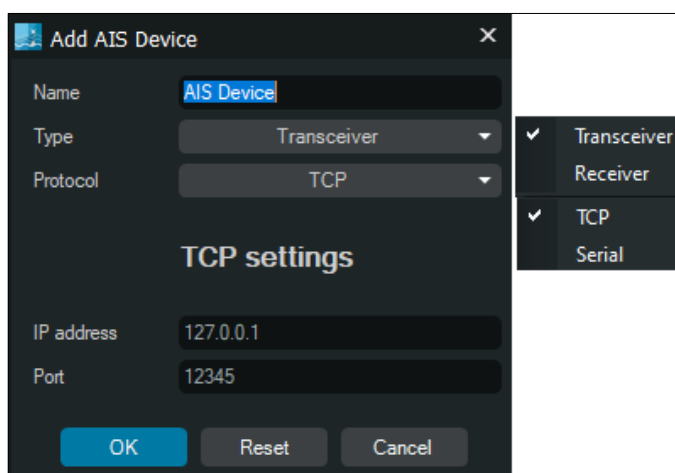 Add AIS Device
Name AIS Device
Type Transceiver
Protocol TCP
Transceiver
Receiver
TCP
Serial
TCP settings
IP address 127.0.0.1
Port 12345
OK Reset Cancel